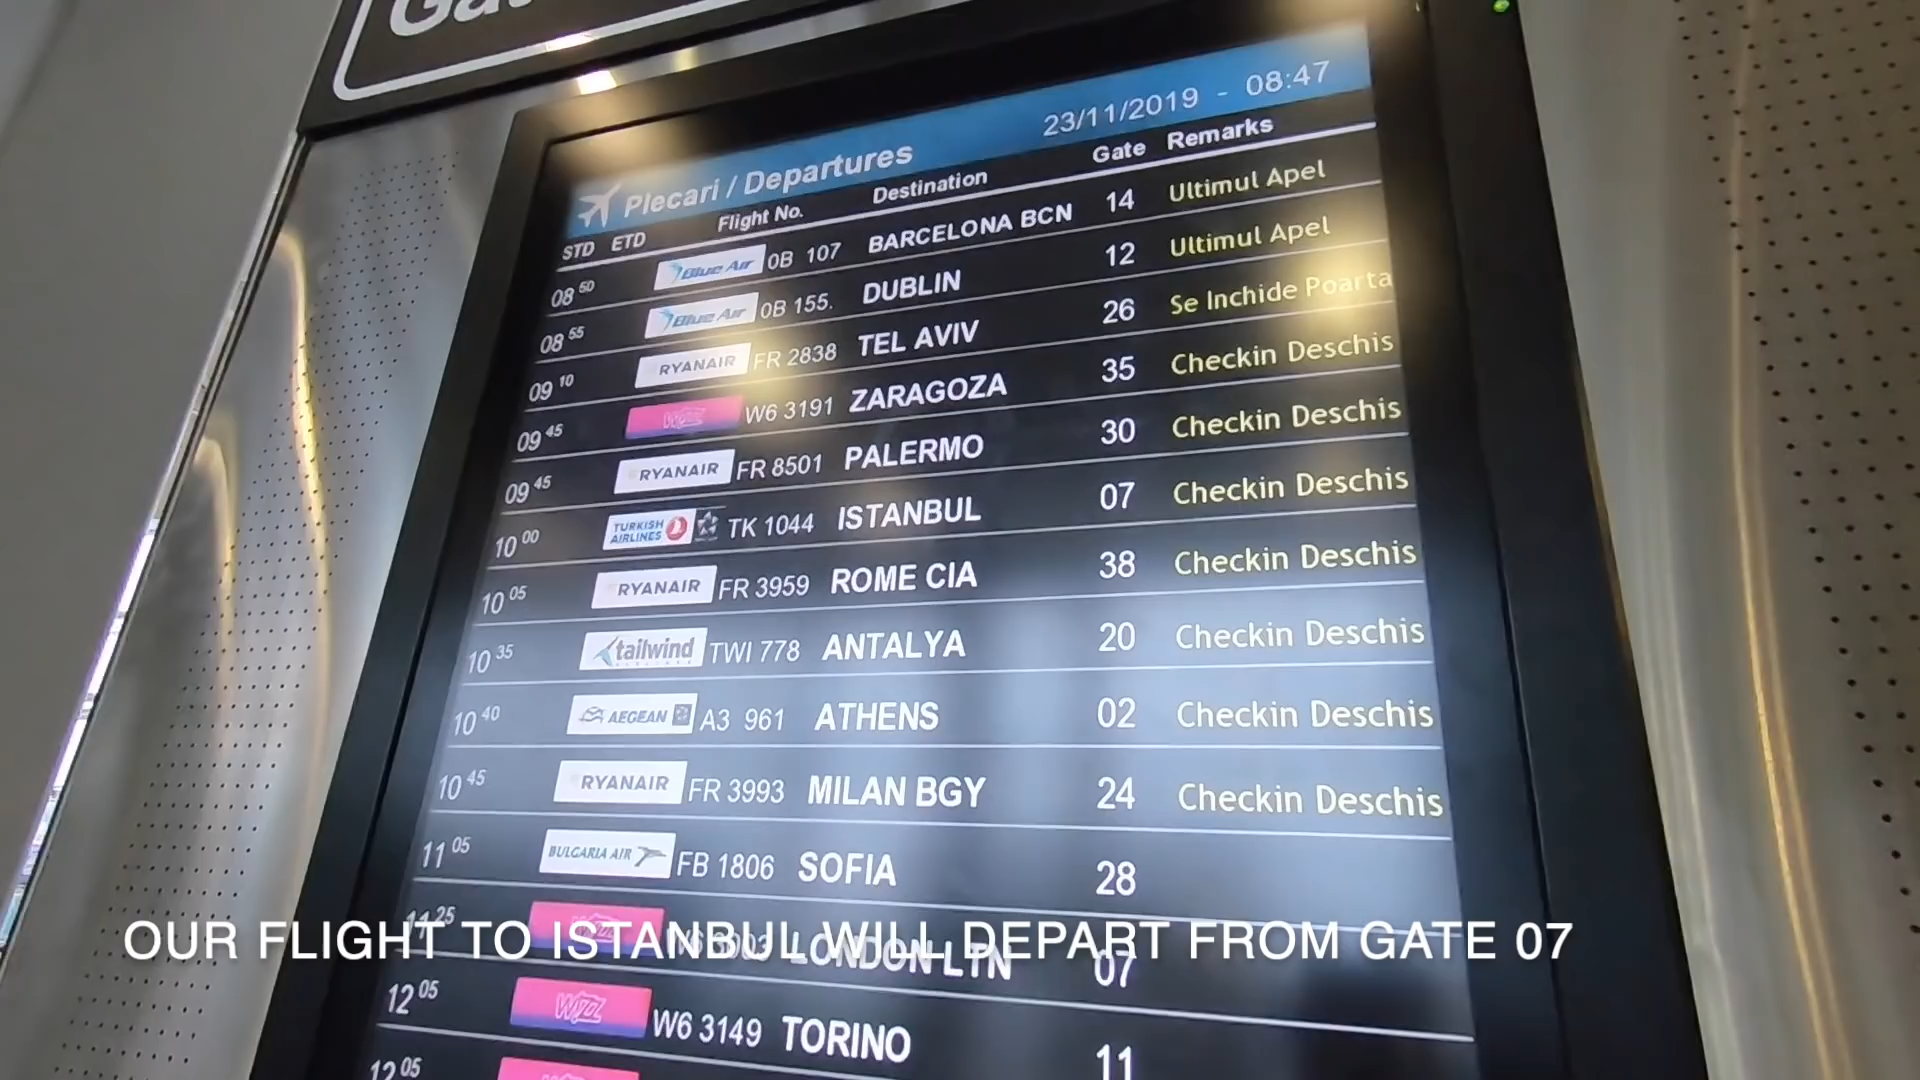 Gat
Plecari / Departures 23/11/2019 - 08:47
STD ETD Flight No. Destination Gate Remarks
08 50 Blue Air 0B 107 BARCELONA BCN 14 Ultimul Apel
08 55 Blue Air 0B 155. DUBLIN 12 Ultimul Apel
09 10 RYANAIR FR 2838 TEL AVIV 26 Se Inchide Poarta
09 45 Wizz W6 3191 ZARAGOZA 35 Checkin Deschis
09 45 RYANAIR FR 8501 PALERMO 30 Checkin Deschis
10 00 TURKISH AIRLINES TK 1044 ISTANBUL 07 Checkin Deschis
10 05 RYANAIR FR 3959 ROME CIA 38 Checkin Deschis
10 35 tailwind TWI 778 ANTALYA 20 Checkin Deschis
10 40 AEGEAN A3 961 ATHENS 02 Checkin Deschis
10 45 RYANAIR FR 3993 MILAN BGY 24 Checkin Deschis
11 05 BULGARIA AIR FB 1806 SOFIA 28
25 LONDON LTN 07
OUR FLIGHT TO ISTANBUL WILL DEPART FROM GATE 07
12 05 Wizz W6 3149 TORINO 11
12 05